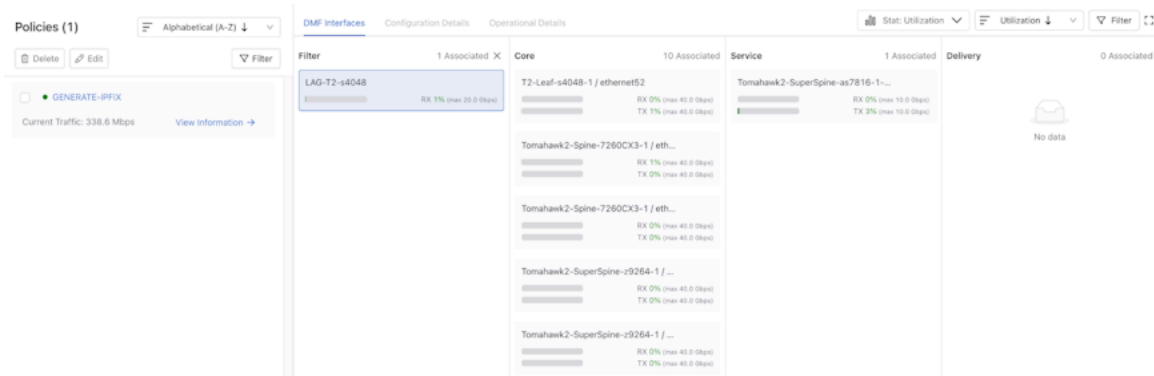 Policies (1)
Alphabetical (A-Z) ↓
Delete
Edit
Filter
GENERATE-IPFIX
Current Traffic: 338.6 Mbps
View Information →
DMF Interfaces
Configuration Details
Operational Details
Stat: Utilization
Utilization ↓
Filter
Filter
1 Associated ×
LAG-T2-s4048
RX 1% (max 20.0 Gbps)
Core
10 Associated
T2-Leaf-s4048-1 / ethernet52
RX 0% (max 40.0 Gbps)
TX 1% (max 40.0 Gbps)
Tomahawk2-Spine-7260CX3-1 / eth...
RX 1% (max 40.0 Gbps)
TX 0% (max 40.0 Gbps)
Tomahawk2-Spine-7260CX3-1 / eth...
RX 0% (max 40.0 Gbps)
TX 0% (max 40.0 Gbps)
Tomahawk2-SuperSpine-z9264-1 / ...
RX 0% (max 40.0 Gbps)
TX 0% (max 40.0 Gbps)
Tomahawk2-SuperSpine-z9264-1 / ...
RX 0% (max 40.0 Gbps)
TX 0% (max 40.0 Gbps)
Service
1 Associated
Tomahawk2-SuperSpine-as7816-1-...
RX 0% (max 10.0 Gbps)
TX 3% (max 10.0 Gbps)
Delivery
0 Associated
No data